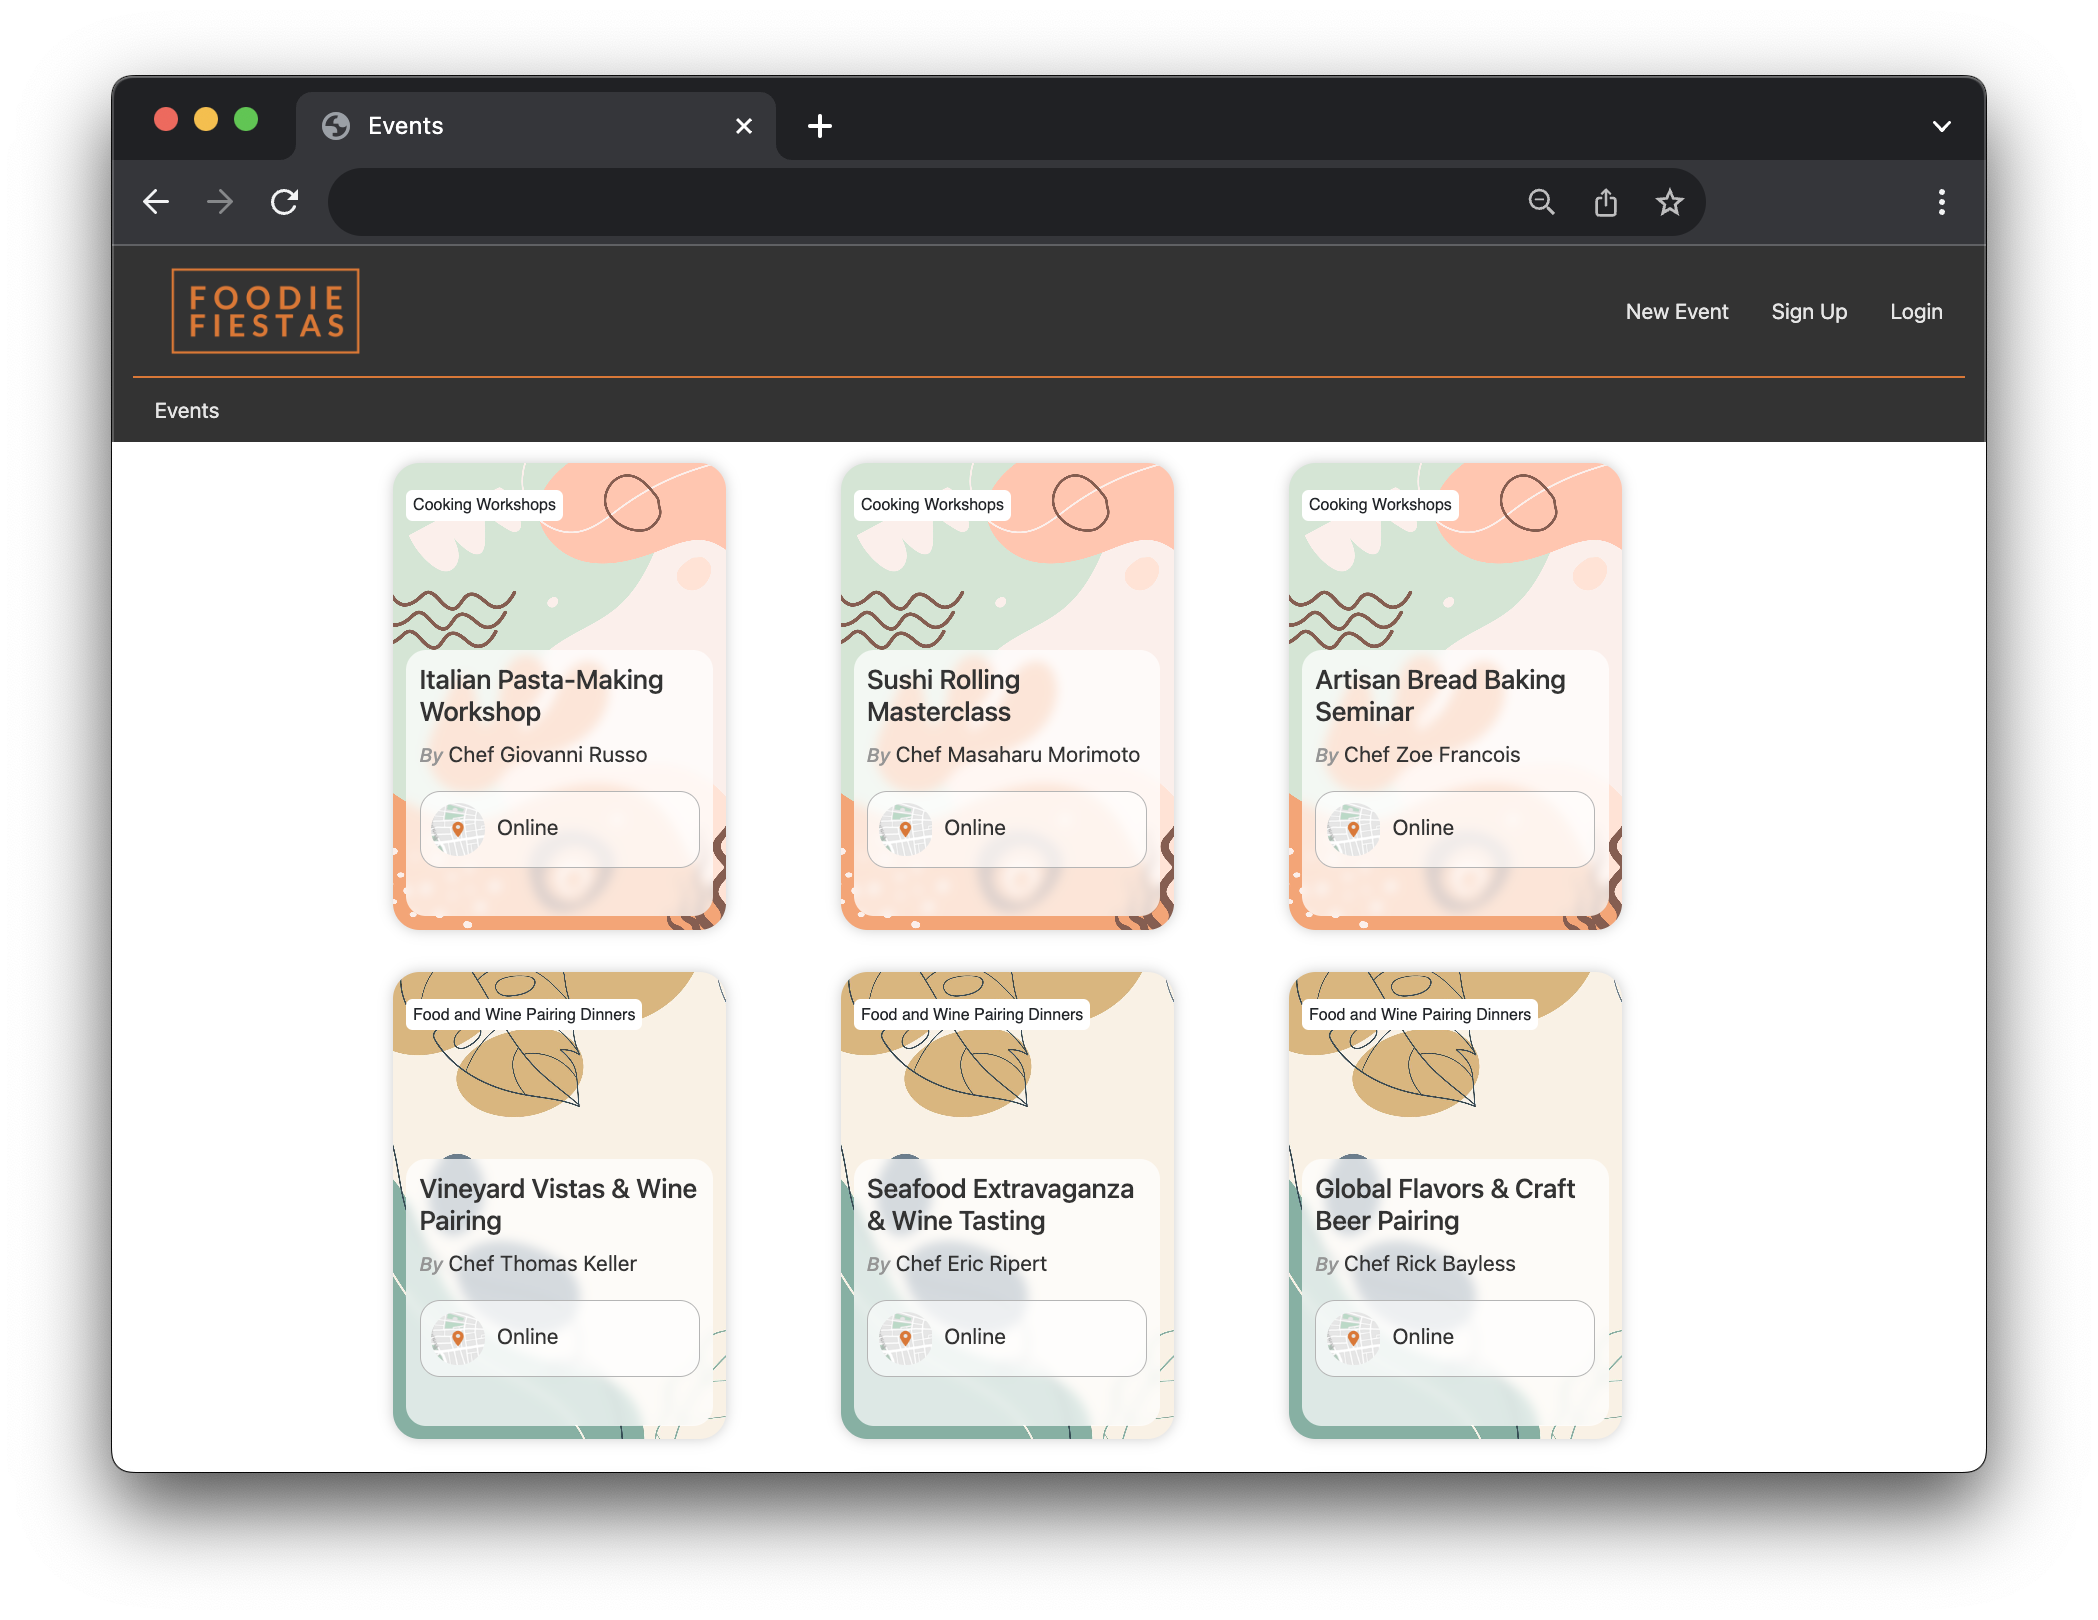 Events
FOODIE
FIESTAS
New Event
Sign Up
Login
Events
Cooking Workshops
Italian Pasta-Making
Workshop
By Chef Giovanni Russo
Online
Cooking Workshops
Sushi Rolling
Masterclass
By Chef Masaharu Morimoto
Online
Cooking Workshops
Artisan Bread Baking
Seminar
By Chef Zoe Francois
Online
Food and Wine Pairing Dinners
Vineyard Vistas & Wine
Pairing
By Chef Thomas Keller
Online
Food and Wine Pairing Dinners
Seafood Extravaganza
& Wine Tasting
By Chef Eric Ripert
Online
Food and Wine Pairing Dinners
Global Flavors & Craft
Beer Pairing
By Chef Rick Bayless
Online